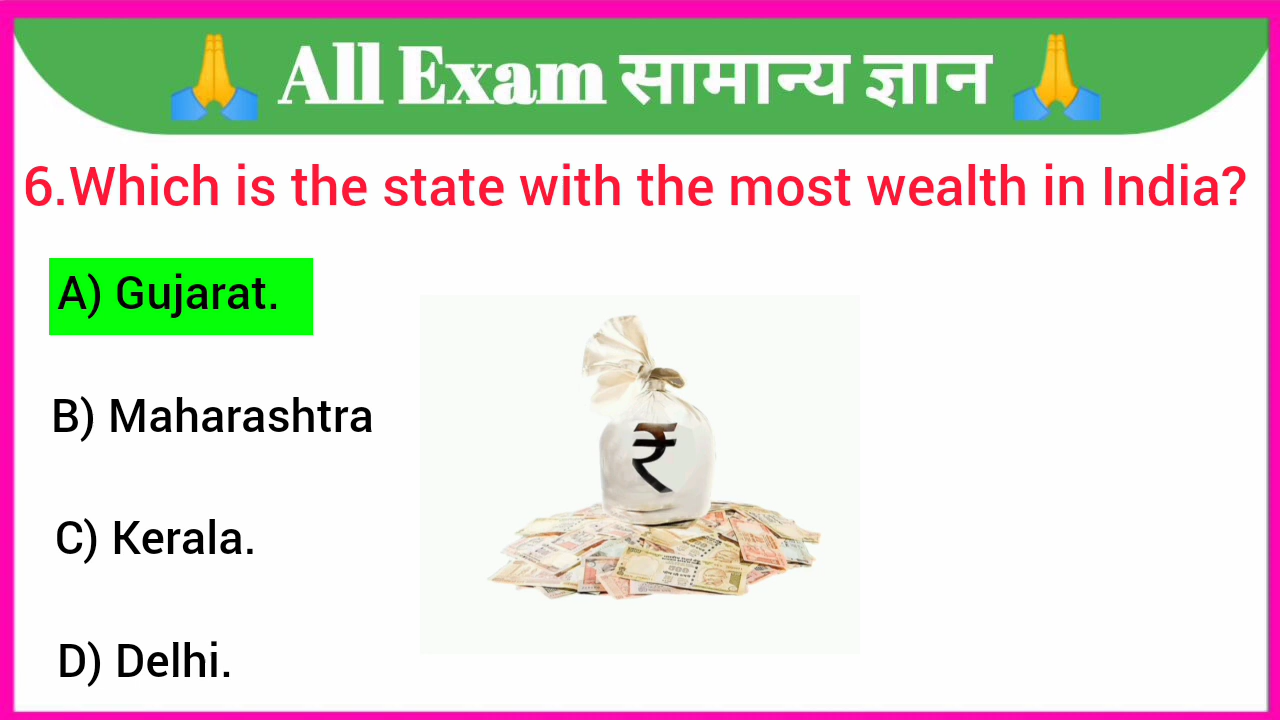 🙏 All Exam सामान्य ज्ञान 🙏
6.Which is the state with the most wealth in India?
A) Gujarat.
B) Maharashtra
₹
C) Kerala.
D) Delhi.